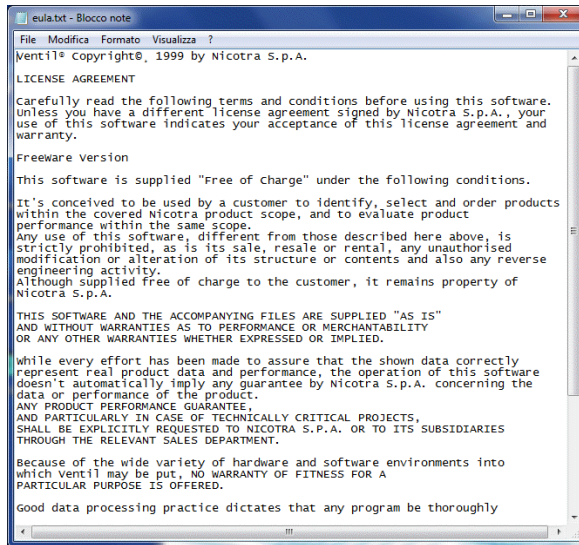 eula.txt - Blocco note
File Modifica Formato Visualizza ?
Ventil® Copyright©, 1999 by Nicotra S.p.A.
LICENSE AGREEMENT
Carefully read the following terms and conditions before using this software.
Unless you have a different license agreement signed by Nicotra S.p.A., your
use of this software indicates your acceptance of this license agreement and
warranty.
FreeWare Version
This software is supplied "Free of Charge" under the following conditions.
It's conceived to be used by a customer to identify, select and order products
within the covered Nicotra product scope, and to evaluate product
performance within the same scope.
Any use of this software, different from those described here above, is
strictly prohibited, as is its sale, resale or rental, any unauthorised
modification or alteration of its structure or contents and also any reverse
engineering activity.
Although supplied free of charge to the customer, it remains property of
Nicotra S.p.A.
THIS SOFTWARE AND THE ACCOMPANYING FILES ARE SUPPLIED "AS IS"
AND WITHOUT WARRANTIES AS TO PERFORMANCE OR MERCHANTABILITY
OR ANY OTHER WARRANTIES WHETHER EXPRESSED OR IMPLIED.
While every effort has been made to assure that the shown data correctly
represent real product data and performance, the operation of this software
doesn't automatically imply any guarantee by Nicotra S.p.A. concerning the
data or performance of the product.
ANY PRODUCT PERFORMANCE GUARANTEE,
AND PARTICULARLY IN CASE OF TECHNICALLY CRITICAL PROJECTS,
SHALL BE EXPLICITLY REQUESTED TO NICOTRA S.P.A. OR TO ITS SUBSIDIARIES
THROUGH THE RELEVANT SALES DEPARTMENT.
Because of the wide variety of hardware and software environments into
which Ventil may be put, NO WARRANTY OF FITNESS FOR A
PARTICULAR PURPOSE IS OFFERED.
Good data processing practice dictates that any program be thoroughly